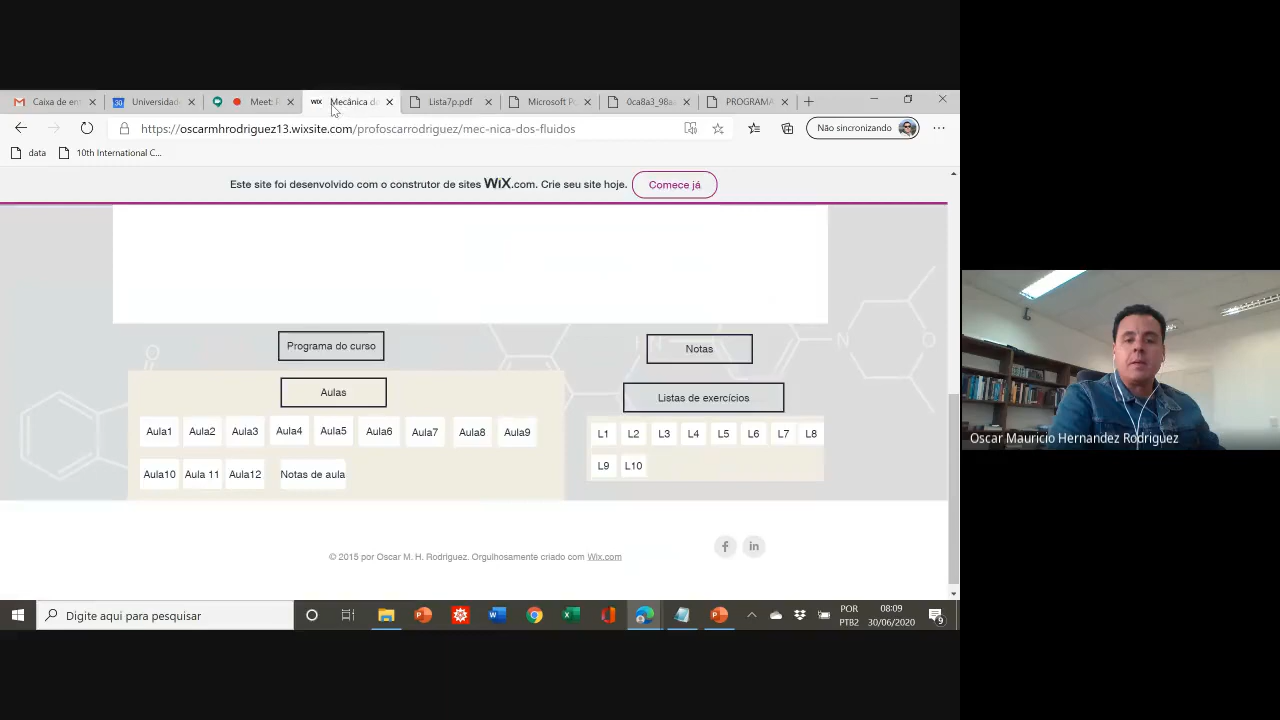 Caixa de em
Universidad
Meet: P
WIX Mecânica do
Lista7p.pdf
Microsoft Po
0ca8a3_98aa
PROGRAMA
https://oscarmhrodriguez13.wixsite.com/profoscarrodriguez/mec-nica-dos-fluidos
Não sincronizando
data
10th International C...
Este site foi desenvolvido com o construtor de sites WiX.com. Crie seu site hoje.
Comece já
Programa do curso
Notas
Aulas
Listas de exercícios
Aula1 Aula2 Aula3 Aula4 Aula5 Aula6 Aula7 Aula8 Aula9
L1 L2 L3 L4 L5 L6 L7 L8
Aula10 Aula 11 Aula12 Notas de aula
L9 L10
© 2015 por Oscar M. H. Rodriguez. Orgulhosamente criado com Wix.com
Oscar Mauricio Hernandez Rodriguez
Digite aqui para pesquisar
POR
PTB2
08:09
30/06/2020